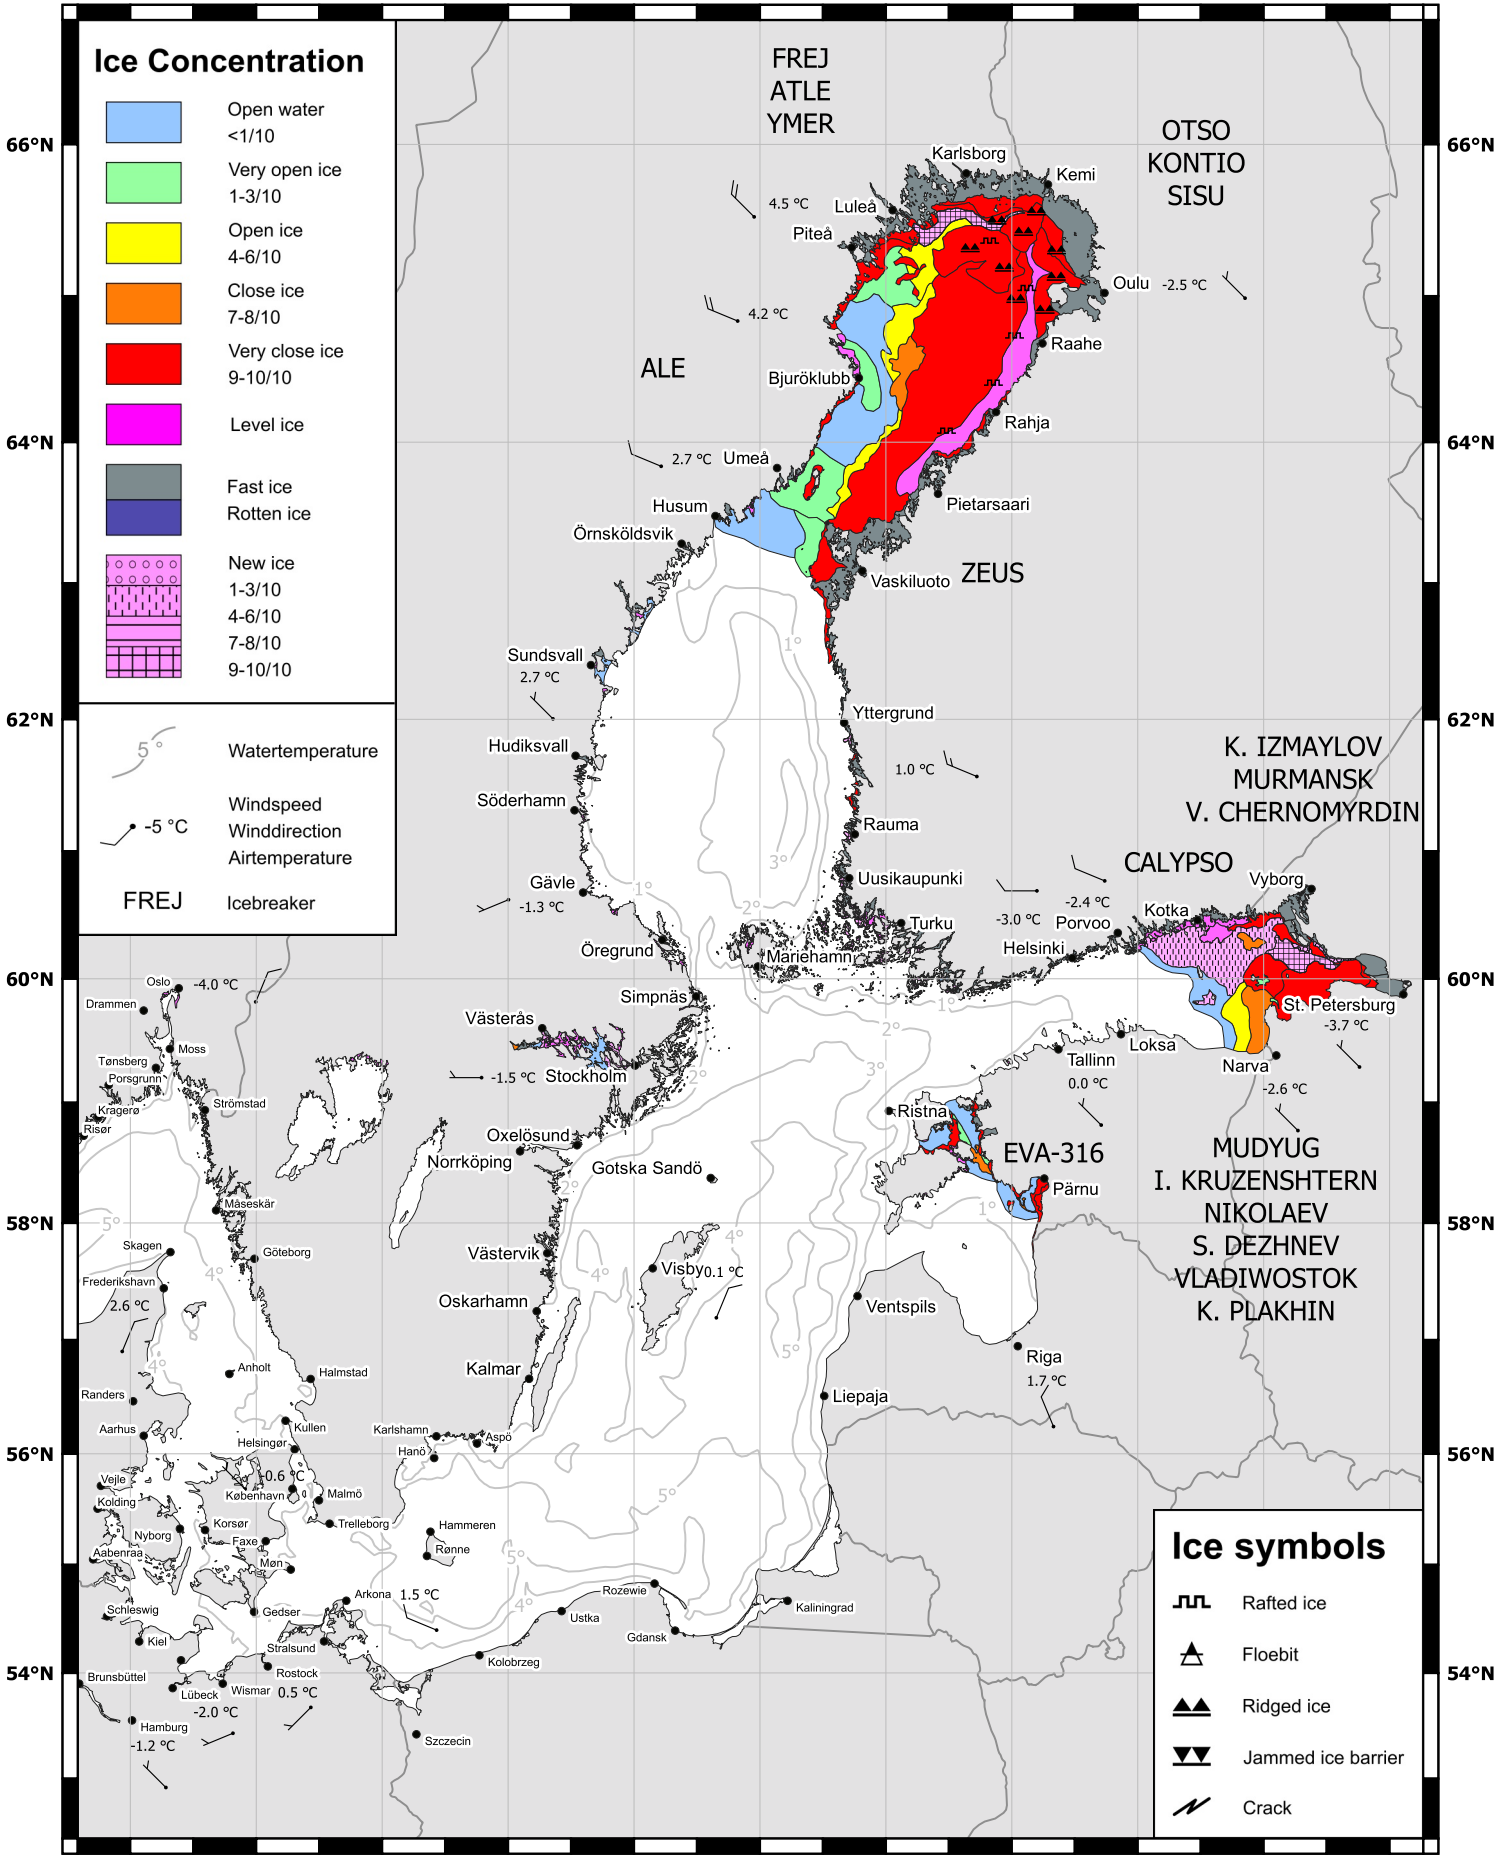 Ice Concentration
Open water
<1/10
Very open ice
1-3/10
Open ice
4-6/10
Close ice
7-8/10
Very close ice
9-10/10
Level ice
Fast ice
Rotten ice
New ice
1-3/10
4-6/10
7-8/10
9-10/10
5°
Watertemperature
-5 °C
Windspeed
Winddirection
Airtemperature
FREJ
Icebreaker
FREJ
ATLE
YMER
OTSO
KONTIO
SISU
66°N
66°N
Karlsborg
Kemi
Luleå
4.5 °C
Piteå
Oulu
-2.5 °C
4.2 °C
Raahe
ALE
Bjuröklubb
Rahja
64°N
64°N
Umeå
2.7 °C
Pietarsaari
Husum
Örnsköldsvik
Vaskiluoto
ZEUS
1°
Sundsvall
2.7 °C
62°N
62°N
Yttergrund
Hudiksvall
1.0 °C
K. IZMAYLOV
MURMANSK
V. CHERNOMYRDIN
Söderhamn
Rauma
3°
CALYPSO
Gävle
1°
Uusikaupunki
Vyborg
-1.3 °C
2°
-2.4 °C
-3.0 °C
Kotka
Porvoo
Turku
Helsinki
Öregrund
Mariehamn
60°N
60°N
Oslo
-4.0 °C
Simpnäs
1°
St. Petersburg
-3.7 °C
Drammen
Västerås
2°
Loksa
Moss
Tallinn
Narva
Tønsberg
3°
Porsgrunn
-1.5 °C
Stockholm
2°
0.0 °C
-2.6 °C
Kragerø
Strömstad
Ristna
Risør
Oxelösund
EVA-316
MUDYUG
I. KRUZENSHTERN
NIKOLAEV
S. DEZHNEV
VLADIWOSTOK
K. PLAKHIN
Norrköping
Gotska Sandö
2°
Pärnu
Måseskär
1°
58°N
58°N
5°
4°
Skagen
Göteborg
Västervik
4°
4°
Visby
0.1 °C
Frederikshavn
2.6 °C
Oskarhamn
Ventspils
4°
5°
Riga
Anholt
Halmstad
Kalmar
1.7 °C
Randers
Liepaja
Aarhus
Kullen
Karlshamn
Aspö
Helsingør
Hanö
56°N
56°N
-0.6 °C
Vejle
København
Malmö
5°
Kolding
Korsør
Trelleborg
Hammeren
Nyborg
Faxe
Rønne
Aabenraa
Møn
5°
Arkona
1.5 °C
Rozewie
Schleswig
Gedser
4°
Ustka
Kaliningrad
Kiel
Stralsund
Gdansk
Kolobrzeg
54°N
54°N
Brunsbüttel
Rostock
Lübeck
Wismar
0.5 °C
-2.0 °C
Hamburg
-1.2 °C
Szczecin
Ice symbols
Rafted ice
Floebit
Ridged ice
Jammed ice barrier
Crack